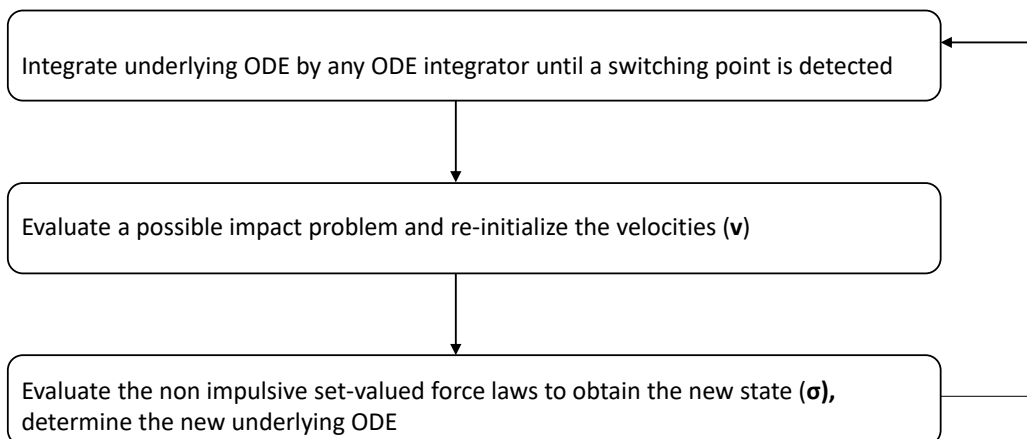 Integrate underlying ODE by any ODE integrator until a switching point is detected
Evaluate a possible impact problem and re-initialize the velocities (v)
Evaluate the non impulsive set-valued force laws to obtain the new state (σ),
determine the new underlying ODE